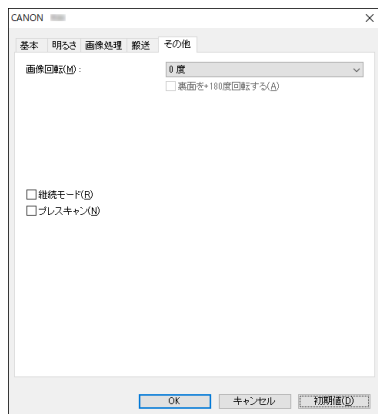 CANON
基本 明るさ 画像処理 搬送 その他
画像回転(M) : 0 度
裏面を+180度回転する(A)
継続モード(R)
プレスキャン(N)
OK キャンセル 初期値(D)